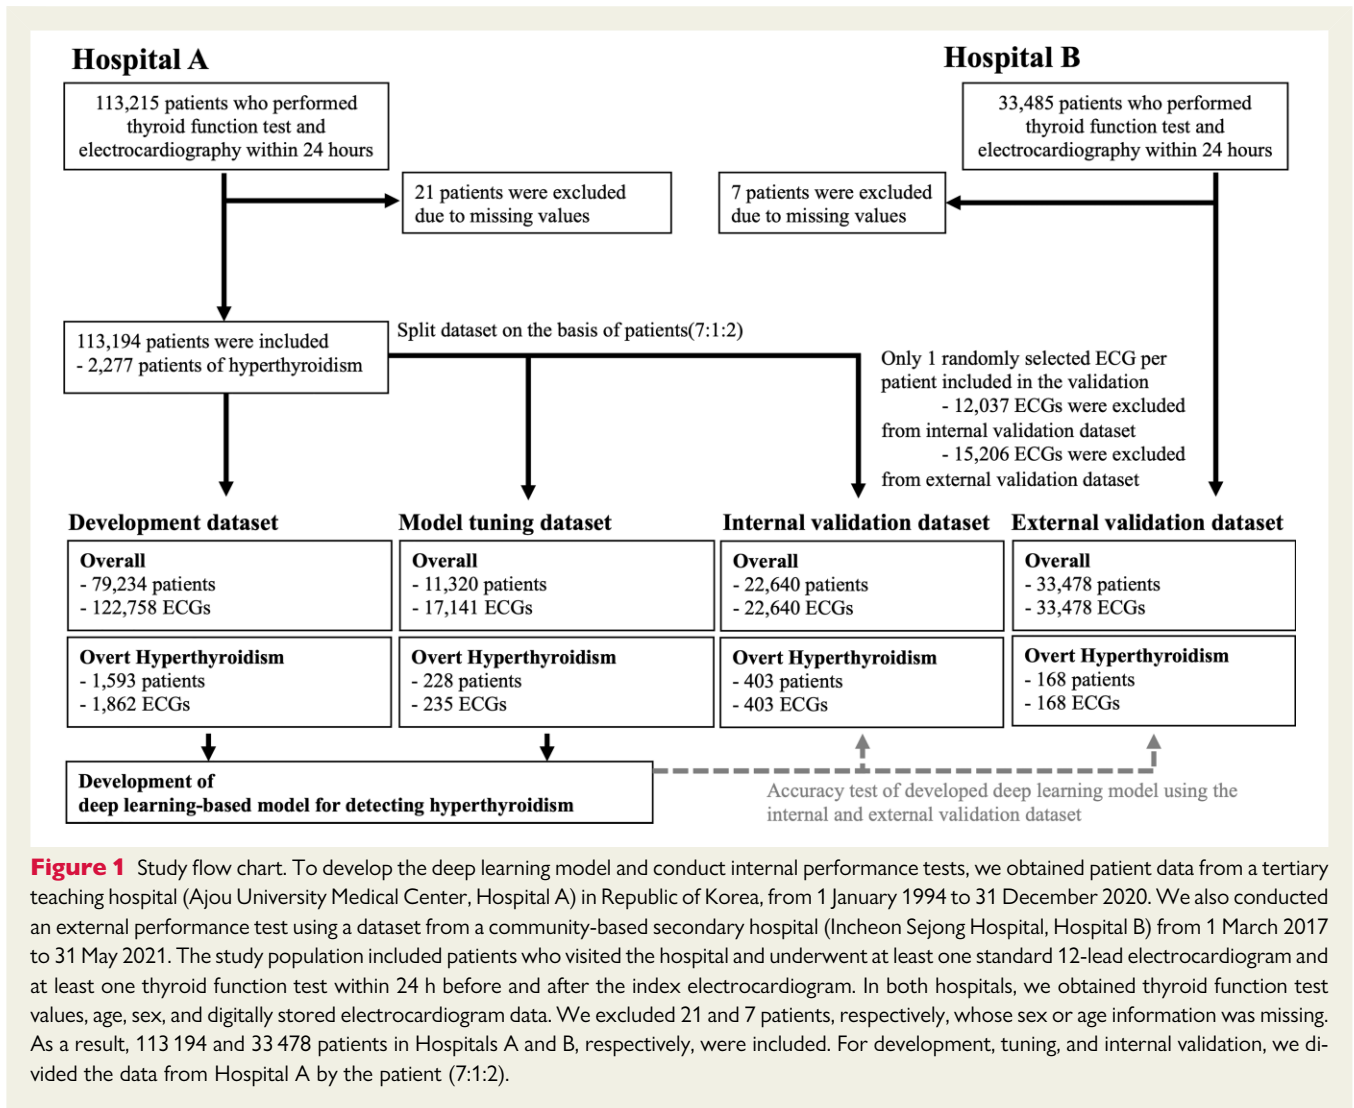 Hospital A
Hospital B
113,215 patients who performed
thyroid function test and
electrocardiography within 24 hours
33,485 patients who performed
thyroid function test and
electrocardiography within 24 hours
21 patients were excluded
due to missing values
7 patients were excluded
due to missing values
113,194 patients were included
- 2,277 patients of hyperthyroidism
Split dataset on the basis of patients(7:1:2)
Only 1 randomly selected ECG per
patient included in the validation
- 12,037 ECGs were excluded
from internal validation dataset
- 15,206 ECGs were excluded
from external validation dataset
Development dataset
Overall
- 79,234 patients
- 122,758 ECGs
Overt Hyperthyroidism
- 1,593 patients
- 1,862 ECGs
Model tuning dataset
Overall
- 11,320 patients
- 17,141 ECGs
Overt Hyperthyroidism
- 228 patients
- 235 ECGs
Internal validation dataset
Overall
- 22,640 patients
- 22,640 ECGs
Overt Hyperthyroidism
- 403 patients
- 403 ECGs
External validation dataset
Overall
- 33,478 patients
- 33,478 ECGs
Overt Hyperthyroidism
- 168 patients
- 168 ECGs
Development of
deep learning-based model for detecting hyperthyroidism
Accuracy test of developed deep learning model using the
internal and external validation dataset
Figure 1 Study flow chart. To develop the deep learning model and conduct internal performance tests, we obtained patient data from a tertiary
teaching hospital (Ajou University Medical Center, Hospital A) in Republic of Korea, from 1 January 1994 to 31 December 2020. We also conducted
an external performance test using a dataset from a community-based secondary hospital (Incheon Sejong Hospital, Hospital B) from 1 March 2017
to 31 May 2021. The study population included patients who visited the hospital and underwent at least one standard 12-lead electrocardiogram and
at least one thyroid function test within 24 h before and after the index electrocardiogram. In both hospitals, we obtained thyroid function test
values, age, sex, and digitally stored electrocardiogram data. We excluded 21 and 7 patients, respectively, whose sex or age information was missing.
As a result, 113 194 and 33 478 patients in Hospitals A and B, respectively, were included. For development, tuning, and internal validation, we di-
vided the data from Hospital A by the patient (7:1:2).